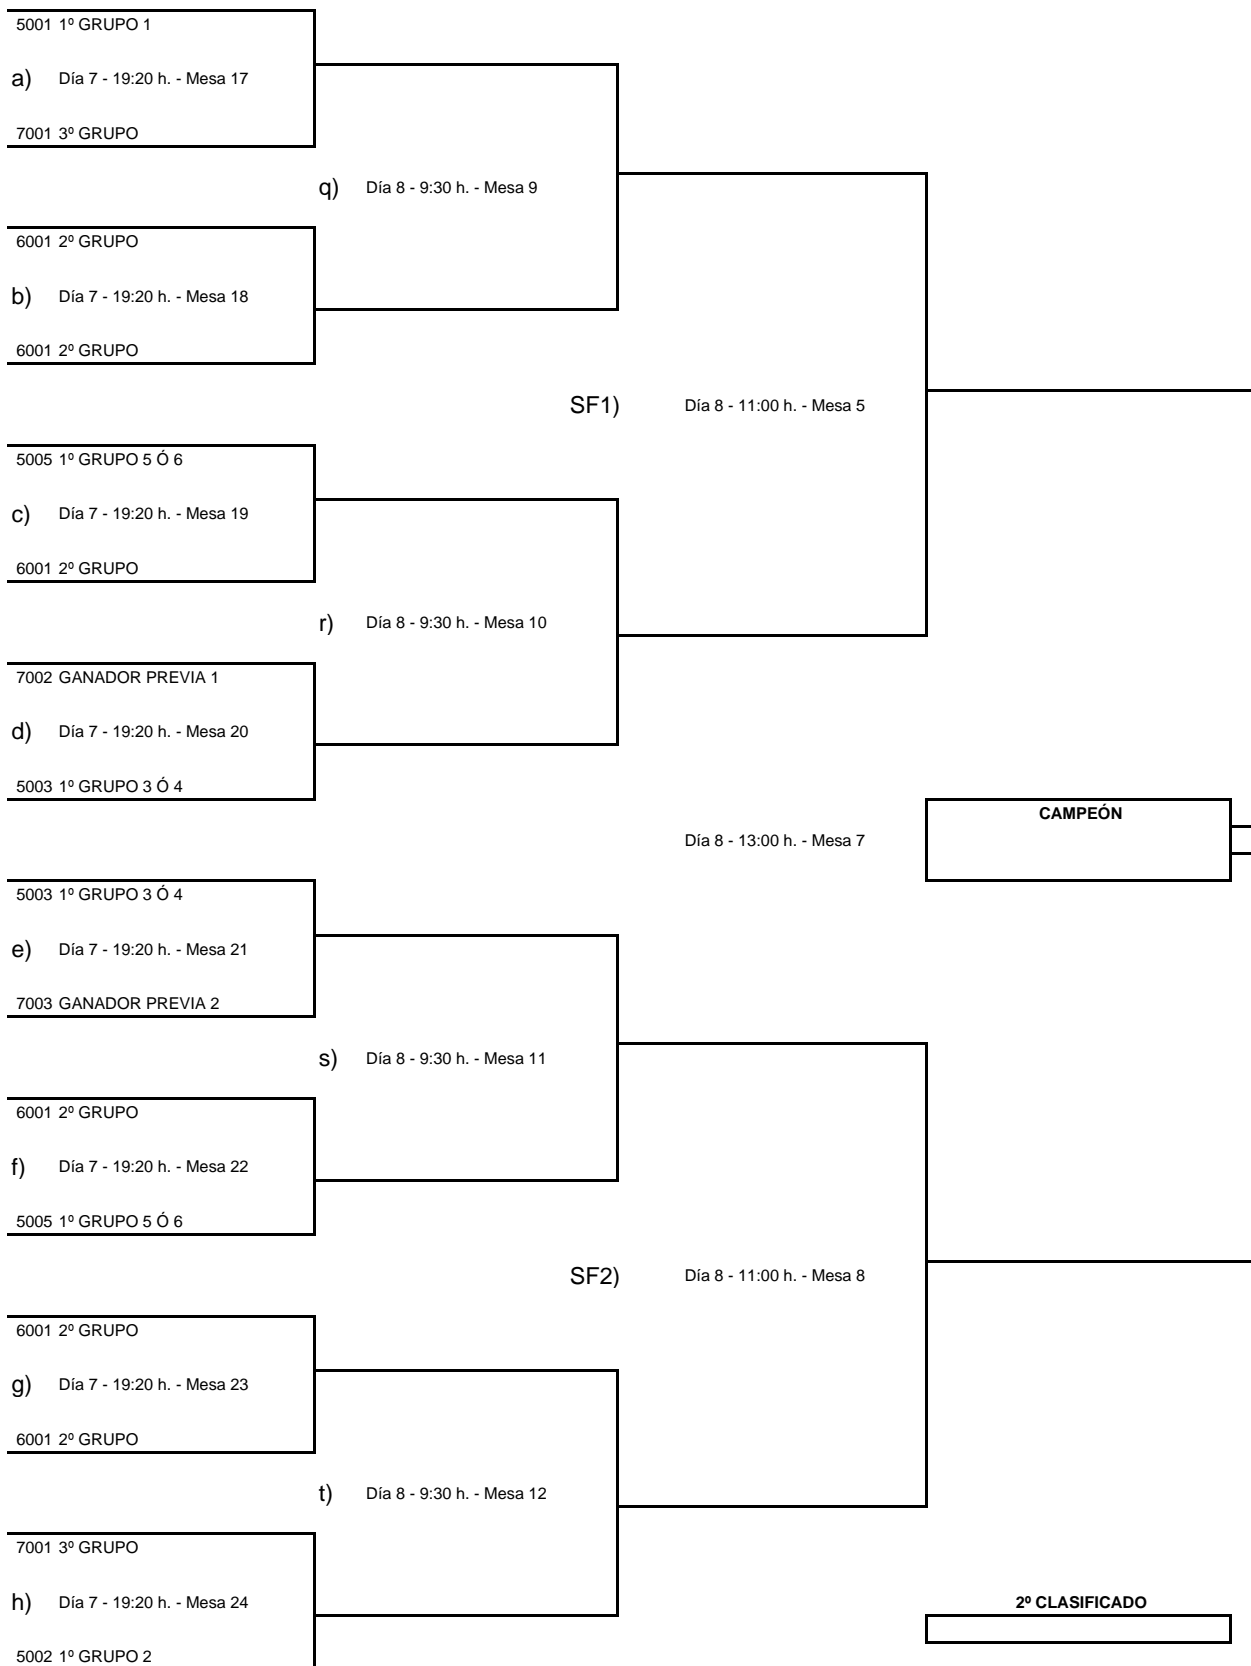 5001 1º GRUPO 1
a) Día 7 - 19:20 h. - Mesa 17
7001 3º GRUPO
q) Día 8 - 9:30 h. - Mesa 9
6001 2º GRUPO
b) Día 7 - 19:20 h. - Mesa 18
6001 2º GRUPO
SF1) Día 8 - 11:00 h. - Mesa 5
5005 1º GRUPO 5 Ó 6
c) Día 7 - 19:20 h. - Mesa 19
6001 2º GRUPO
r) Día 8 - 9:30 h. - Mesa 10
7002 GANADOR PREVIA 1
d) Día 7 - 19:20 h. - Mesa 20
5003 1º GRUPO 3 Ó 4
CAMPEÓN
Día 8 - 13:00 h. - Mesa 7
5003 1º GRUPO 3 Ó 4
e) Día 7 - 19:20 h. - Mesa 21
7003 GANADOR PREVIA 2
s) Día 8 - 9:30 h. - Mesa 11
6001 2º GRUPO
f) Día 7 - 19:20 h. - Mesa 22
5005 1º GRUPO 5 Ó 6
SF2) Día 8 - 11:00 h. - Mesa 8
6001 2º GRUPO
g) Día 7 - 19:20 h. - Mesa 23
6001 2º GRUPO
t) Día 8 - 9:30 h. - Mesa 12
7001 3º GRUPO
h) Día 7 - 19:20 h. - Mesa 24
2º CLASIFICADO
5002 1º GRUPO 2